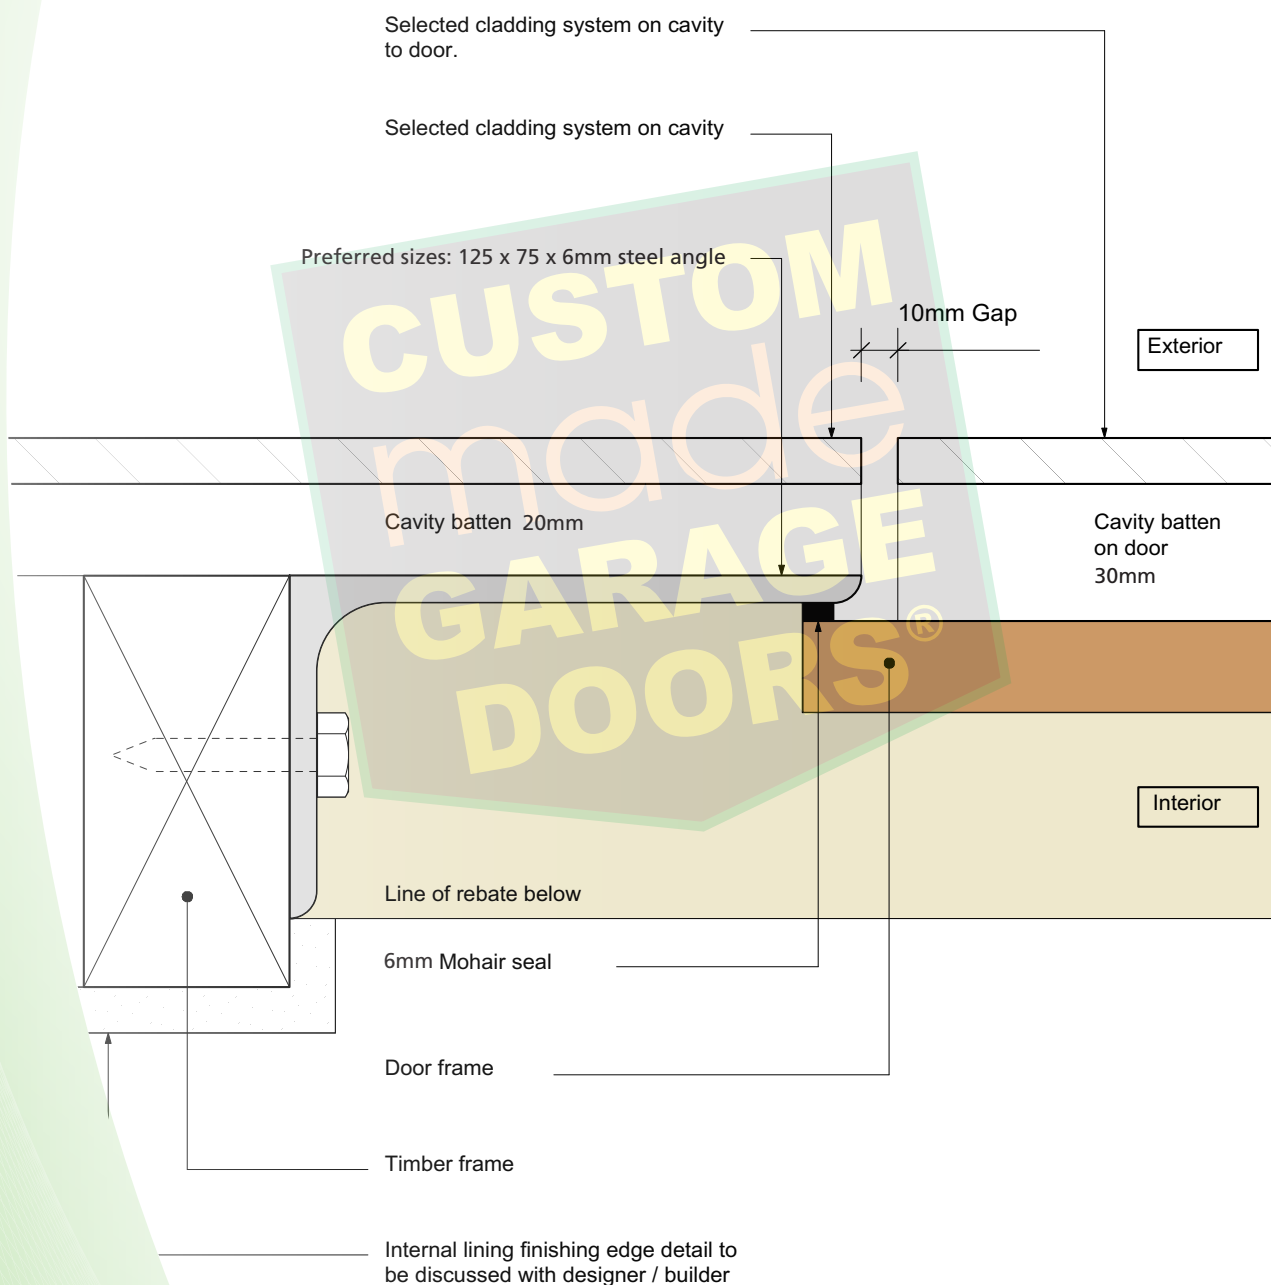 Selected cladding system on cavity
to door.
Selected cladding system on cavity
Preferred sizes: 125 x 75 x 6mm steel angle
10mm Gap
Exterior
CUSTOM
made
GARAGE
DOORS®
Cavity batten 20mm
Cavity batten
on door
30mm
Interior
Line of rebate below
6mm Mohair seal
Door frame
Timber frame
Internal lining finishing edge detail to
be discussed with designer / builder